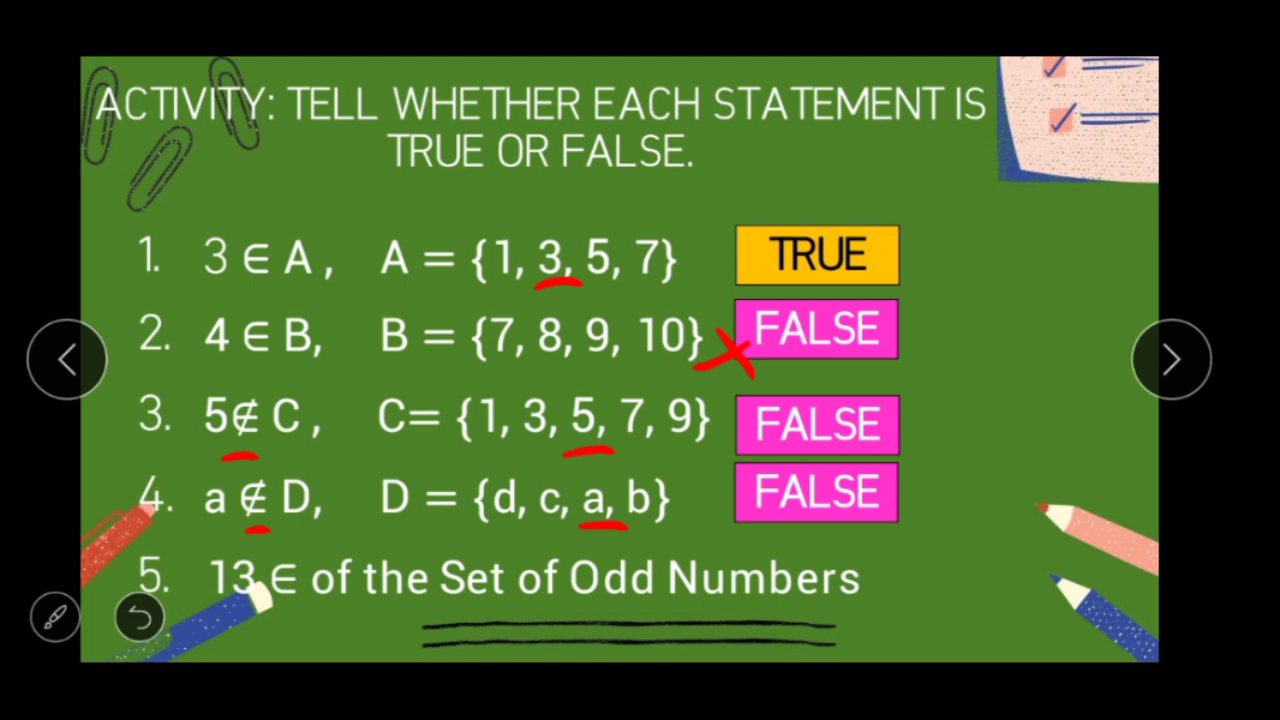 ACTIVITY: TELL WHETHER EACH STATEMENT IS
TRUE OR FALSE.
1. 3 ∈ A , A = {1, 3, 5, 7} TRUE
2. 4 ∈ B, B = {7, 8, 9, 10} FALSE
3. 5∉ C , C= {1, 3, 5, 7, 9} FALSE
4. a ∉ D, D = {d, c, a, b} FALSE
5. 13 ∈ of the Set of Odd Numbers